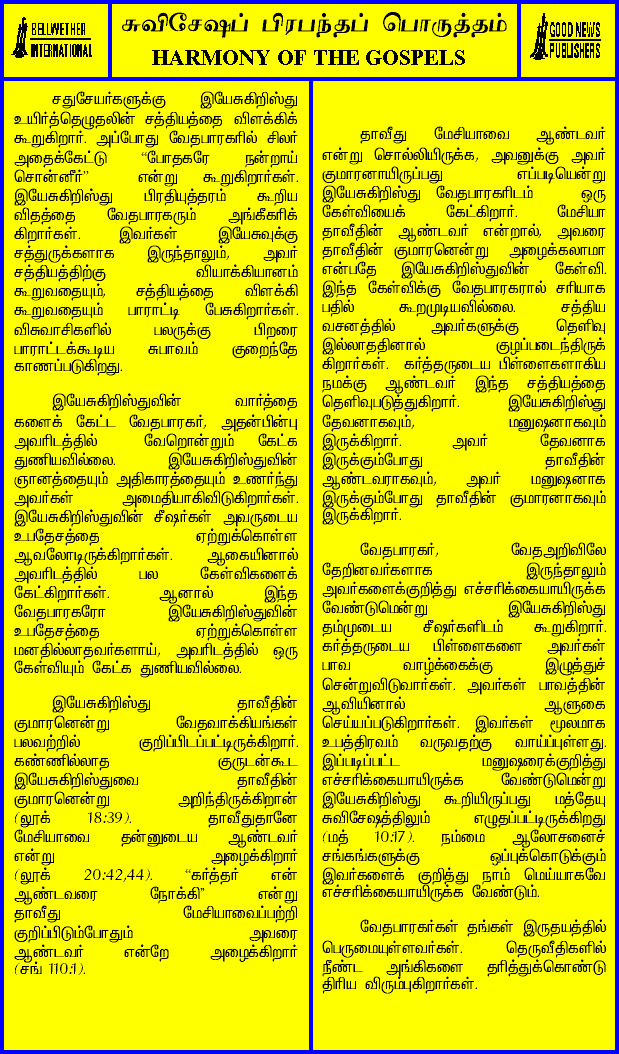 BELLWETHER
INTERNATIONAL
சுவிசேஷப் பிரபந்தப் பொருத்தம்
HARMONY OF THE GOSPELS
GOOD NEWS
PUBLISHERS
சதுசேயர்களுக்கு இயேசுகிறிஸ்து
உயிர்த்தெழுதலின் சத்தியத்தை விளக்கிக்
கூறுகிறார். அப்போது வேதபாரகரில் சிலர்
அதைக்கேட்டு “போதகரே நன்றாய்
சொன்னீர்” என்று கூறுகிறார்கள்.
இயேசுகிறிஸ்து பிரதியுத்தரம் கூறிய
விதத்தை வேதபாரகரும் அங்கீகரிக்
கிறார்கள். இவர்கள் இயேசுவுக்கு
சத்துருக்களாக இருந்தாலும், அவர்
சத்தியத்திற்கு வியாக்கியானம்
கூறுவதையும், சத்தியத்தை விளக்கி
கூறுவதையும் பாராட்டி பேசுகிறார்கள்.
விசுவாசிகளில் பலருக்கு பிறரை
பாராட்டக்கூடிய சுபாவம் குறைந்தே
காணப்படுகிறது.
இயேசுகிறிஸ்துவின் வார்த்தை
களைக் கேட்ட வேதபாரகர், அதன்பின்பு
அவரிடத்தில் வேறொன்றும் கேட்க
துணியவில்லை. இயேசுகிறிஸ்துவின்
ஞானத்தையும் அதிகாரத்தையும் உணர்ந்து
அவர்கள் அமைதியாகிவிடுகிறார்கள்.
இயேசுகிறிஸ்துவின் சீஷர்கள் அவருடைய
உபதேசத்தை ஏற்றுக்கொள்ள
ஆவலோடிருக்கிறார்கள். ஆகையினால்
அவரிடத்தில் பல கேள்விகளைக்
கேட்கிறார்கள். ஆனால் இந்த
வேதபாரகரோ இயேசுகிறிஸ்துவின்
உபதேசத்தை ஏற்றுக்கொள்ள
மனதில்லாதவர்களாய், அவரிடத்தில் ஒரு
கேள்வியும் கேட்க துணியவில்லை.
இயேசுகிறிஸ்து தாவீதின்
குமாரனென்று வேதவாக்கியங்கள்
பலவற்றில் குறிப்பிடப்பட்டிருக்கிறார்.
கண்ணில்லாத குருடன்கூட
இயேசுகிறிஸ்துவை தாவீதின்
குமாரனென்று அறிந்திருக்கிறான்
(லூக் 18:39). தாவீதுதானே
மேசியாவை தன்னுடைய ஆண்டவர்
என்று அழைக்கிறார்
(லூக் 20:42,44). “கர்த்தர் என்
ஆண்டவரை நோக்கி” என்று
தாவீது மேசியாவைப்பற்றி
குறிப்பிடும்போதும் அவரை
ஆண்டவர் என்றே அழைக்கிறார்
(சங் 110:1).
தாவீது மேசியாவை ஆண்டவர்
என்று சொல்லியிருக்க, அவனுக்கு அவர்
குமாரனாயிருப்பது எப்படியென்று
இயேசுகிறிஸ்து வேதபாரகரிடம் ஒரு
கேள்வியைக் கேட்கிறார். மேசியா
தாவீதின் ஆண்டவர் என்றால், அவரை
தாவீதின் குமாரனென்று அழைக்கலாமா
என்பதே இயேசுகிறிஸ்துவின் கேள்வி.
இந்த கேள்விக்கு வேதபாரகரால் சரியாக
பதில் கூறமுடியவில்லை. சத்திய
வசனத்தில் அவர்களுக்கு தெளிவு
இல்லாததினால் குழப்படைந்திருக்
கிறார்கள். கர்த்தருடைய பிள்ளைகளாகிய
நமக்கு ஆண்டவர் இந்த சத்தியத்தை
தெளிவுபடுத்துகிறார். இயேசுகிறிஸ்து
தேவனாகவும், மனுஷனாகவும்
இருக்கிறார். அவர் தேவனாக
இருக்கும்போது தாவீதின்
ஆண்டவராகவும், அவர் மனுஷனாக
இருக்கும்போது தாவீதின் குமாரனாகவும்
இருக்கிறார்.
வேதபாரகர், வேதஅறிவிலே
தேறினவர்களாக இருந்தாலும்
அவர்களைக்குறித்து எச்சரிக்கையாயிருக்க
வேண்டுமென்று இயேசுகிறிஸ்து
தம்முடைய சீஷர்களிடம் கூறுகிறார்.
கர்த்தருடைய பிள்ளைகளை அவர்கள்
பாவ வாழ்க்கைக்கு இழுத்துச்
சென்றுவிடுவார்கள். அவர்கள் பாவத்தின்
ஆவியினால் ஆளுகை
செய்யப்படுகிறார்கள். இவர்கள் மூலமாக
உபத்திரவம் வருவதற்கு வாய்ப்புள்ளது.
இப்படிப்பட்ட மனுஷரைக்குறித்து
எச்சரிக்கையாயிருக்க வேண்டுமென்று
இயேசுகிறிஸ்து கூறியிருப்பது மத்தேயு
சுவிசேஷத்திலும் எழுதப்பட்டிருக்கிறது
(மத் 10:17). நம்மை ஆலோசனைச்
சங்கங்களுக்கு ஒப்புக்கொடுக்கும்
இவர்களைக் குறித்து நாம் மெய்யாகவே
எச்சரிக்கையாயிருக்க வேண்டும்.
வேதபாரகர்கள் தங்கள் இருதயத்தில்
பெருமையுள்ளவர்கள். தெருவீதிகளில்
நீண்ட அங்கிகளை தரித்துக்கொண்டு
திரிய விரும்புகிறார்கள்.